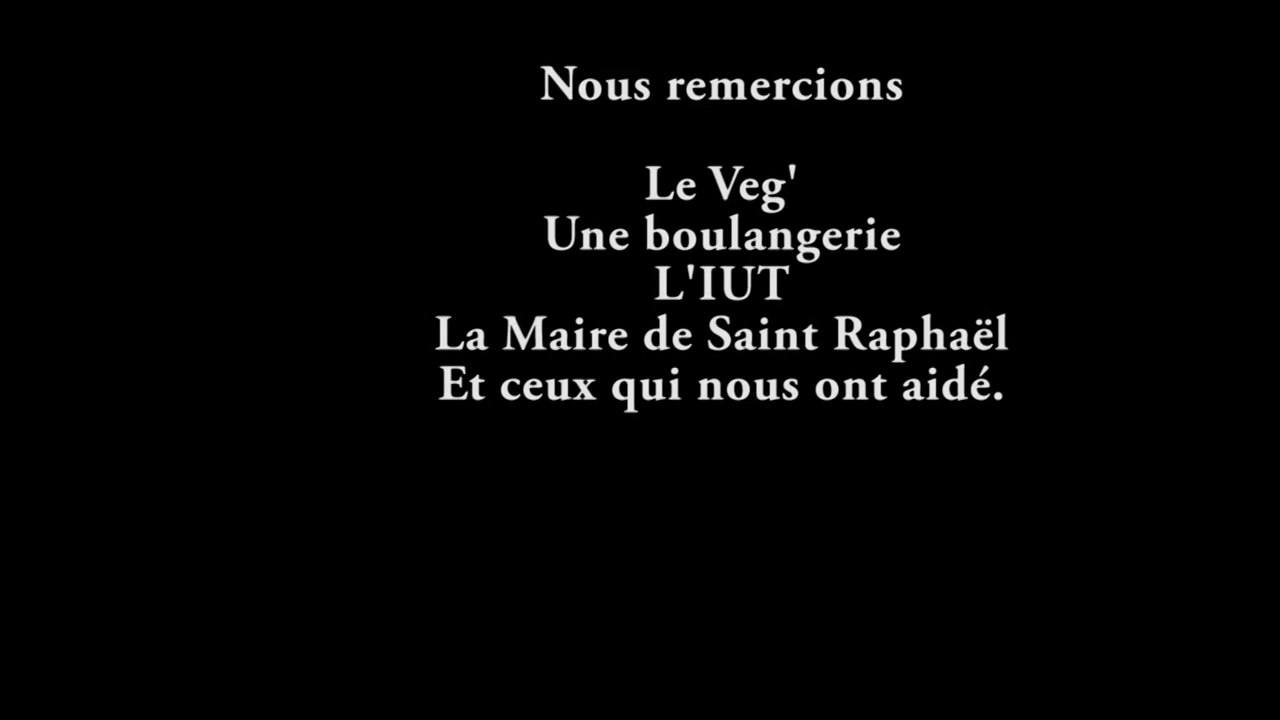 Nous remercions
Le Veg'
Une boulangerie
L'IUT
La Maire de Saint Raphaël
Et ceux qui nous ont aidé.